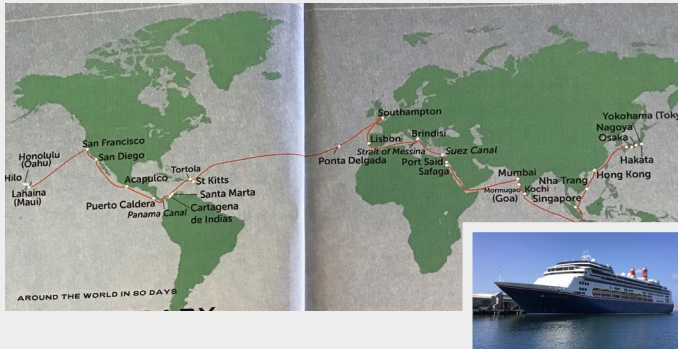 Southampton
Yokohama (Toky
Nagoya
Osaka
Brindisi
Lisbon
San Francisco
Strait of Messina
Suez Canal
Honolulu
(Oahu)
San Diego
Ponta Delgada
Port Said
Hakata
Hilo
Acapulco
Tortola
Safaga
Mumbai
Nha Trang
Hong Kong
Lahaina
(Maui)
St Kitts
Mormugao
(Goa)
Kochi
Singapore
Santa Marta
Puerto Caldera
Cartagena
de Indias
Panama Canal
AROUND THE WORLD IN 80 DAYS